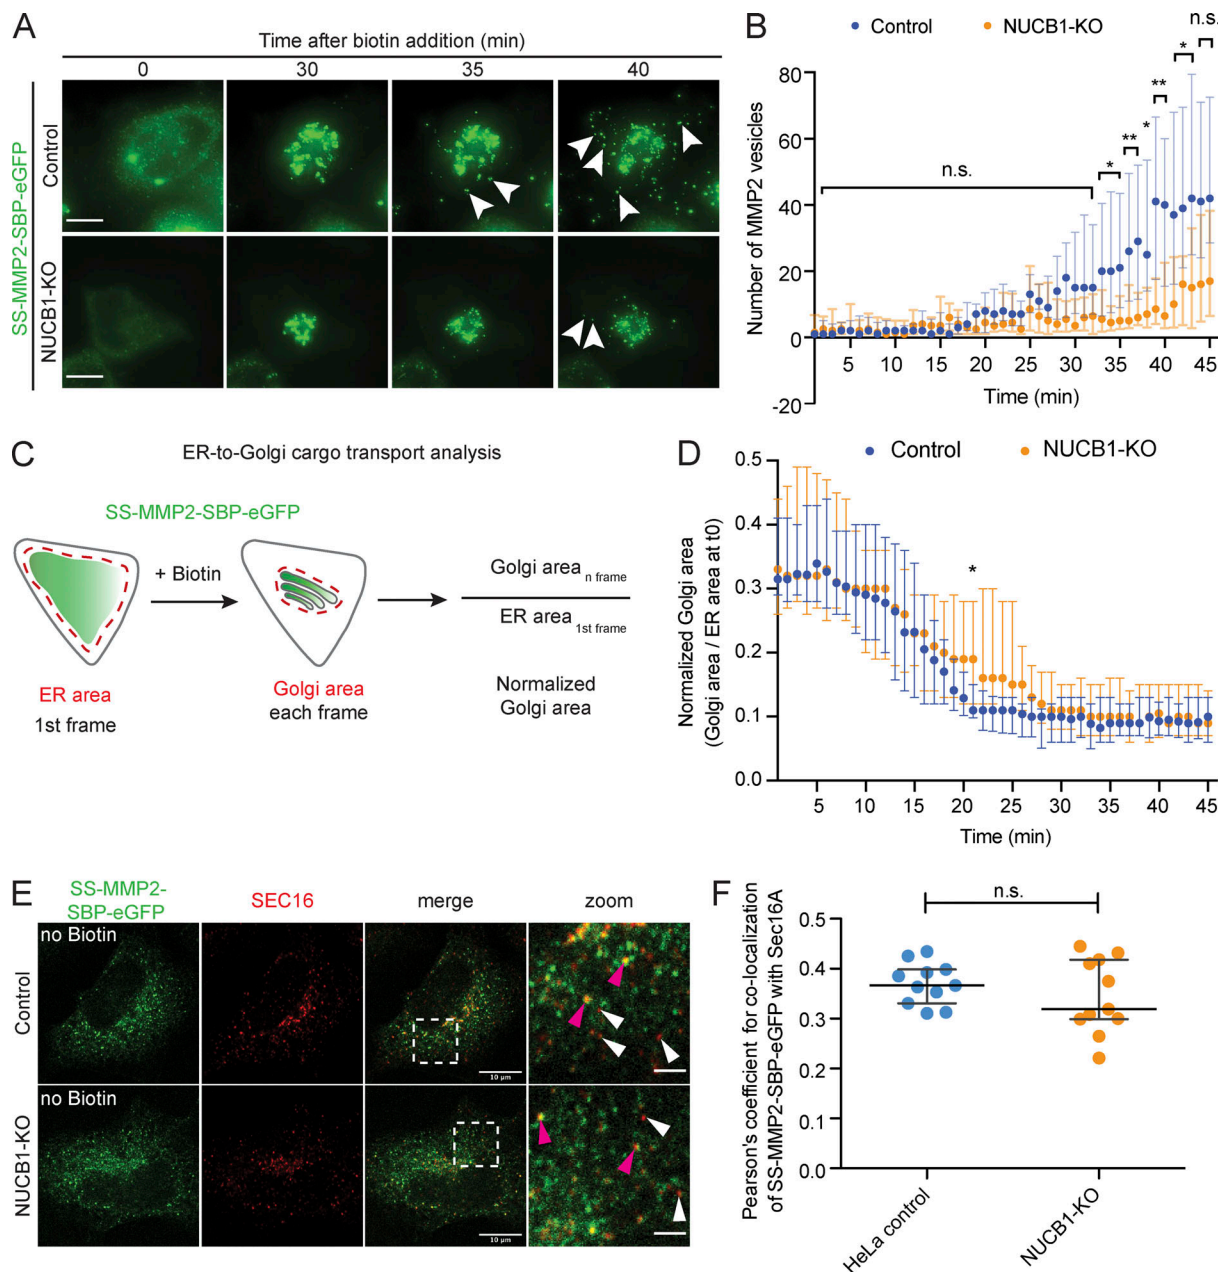 A
Time after biotin addition (min)
0 30 35 40
SS-MMP2-SBP-eGFP
Control
NUCB1-KO
B
Control NUCB1-KO
n.s.
*
**
*
**
*
n.s.
Number of MMP2 vesicles
80
60
40
20
0
-20
5 10 15 20 25 30 35 40 45
Time (min)
C
ER-to-Golgi cargo transport analysis
SS-MMP2-SBP-eGFP
+ Biotin
Golgi area n frame
ER area 1st frame
ER area
1st frame
Golgi area
each frame
Normalized
Golgi area
D
Control NUCB1-KO
*
Normalized Golgi area
(Golgi area / ER area at t0)
0.5
0.4
0.3
0.2
0.1
0.0
5 10 15 20 25 30 35 40 45
Time (min)
E
SS-MMP2-
SBP-eGFP
SEC16 merge zoom
Control
no Biotin
10 µm
NUCB1-KO
no Biotin
10 µm
F
n.s.
Pearson's coefficient for co-localization
of SS-MMP2-SBP-eGFP with Sec16A
0.5
0.4
0.3
0.2
0.1
0.0
HeLa control
NUCB1-KO